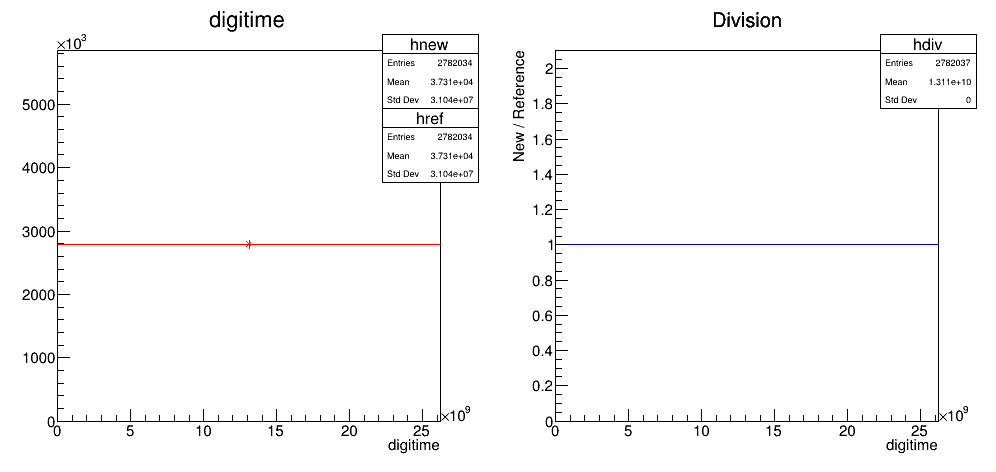 digitime
×10³
hnew
Entries 2782034
Mean 3.731e+04
Std Dev 3.104e+07
href
Entries 2782034
Mean 3.731e+04
Std Dev 3.104e+07
5000
4000
3000
2000
1000
0
0 5 10 15 20 25 ×10⁹
digitime
Division
hdiv
Entries 2782037
Mean 1.311e+10
Std Dev 0
New / Reference
2
1.8
1.6
1.4
1.2
1
0.8
0.6
0.4
0.2
0
0 5 10 15 20 25 ×10⁹
digitime